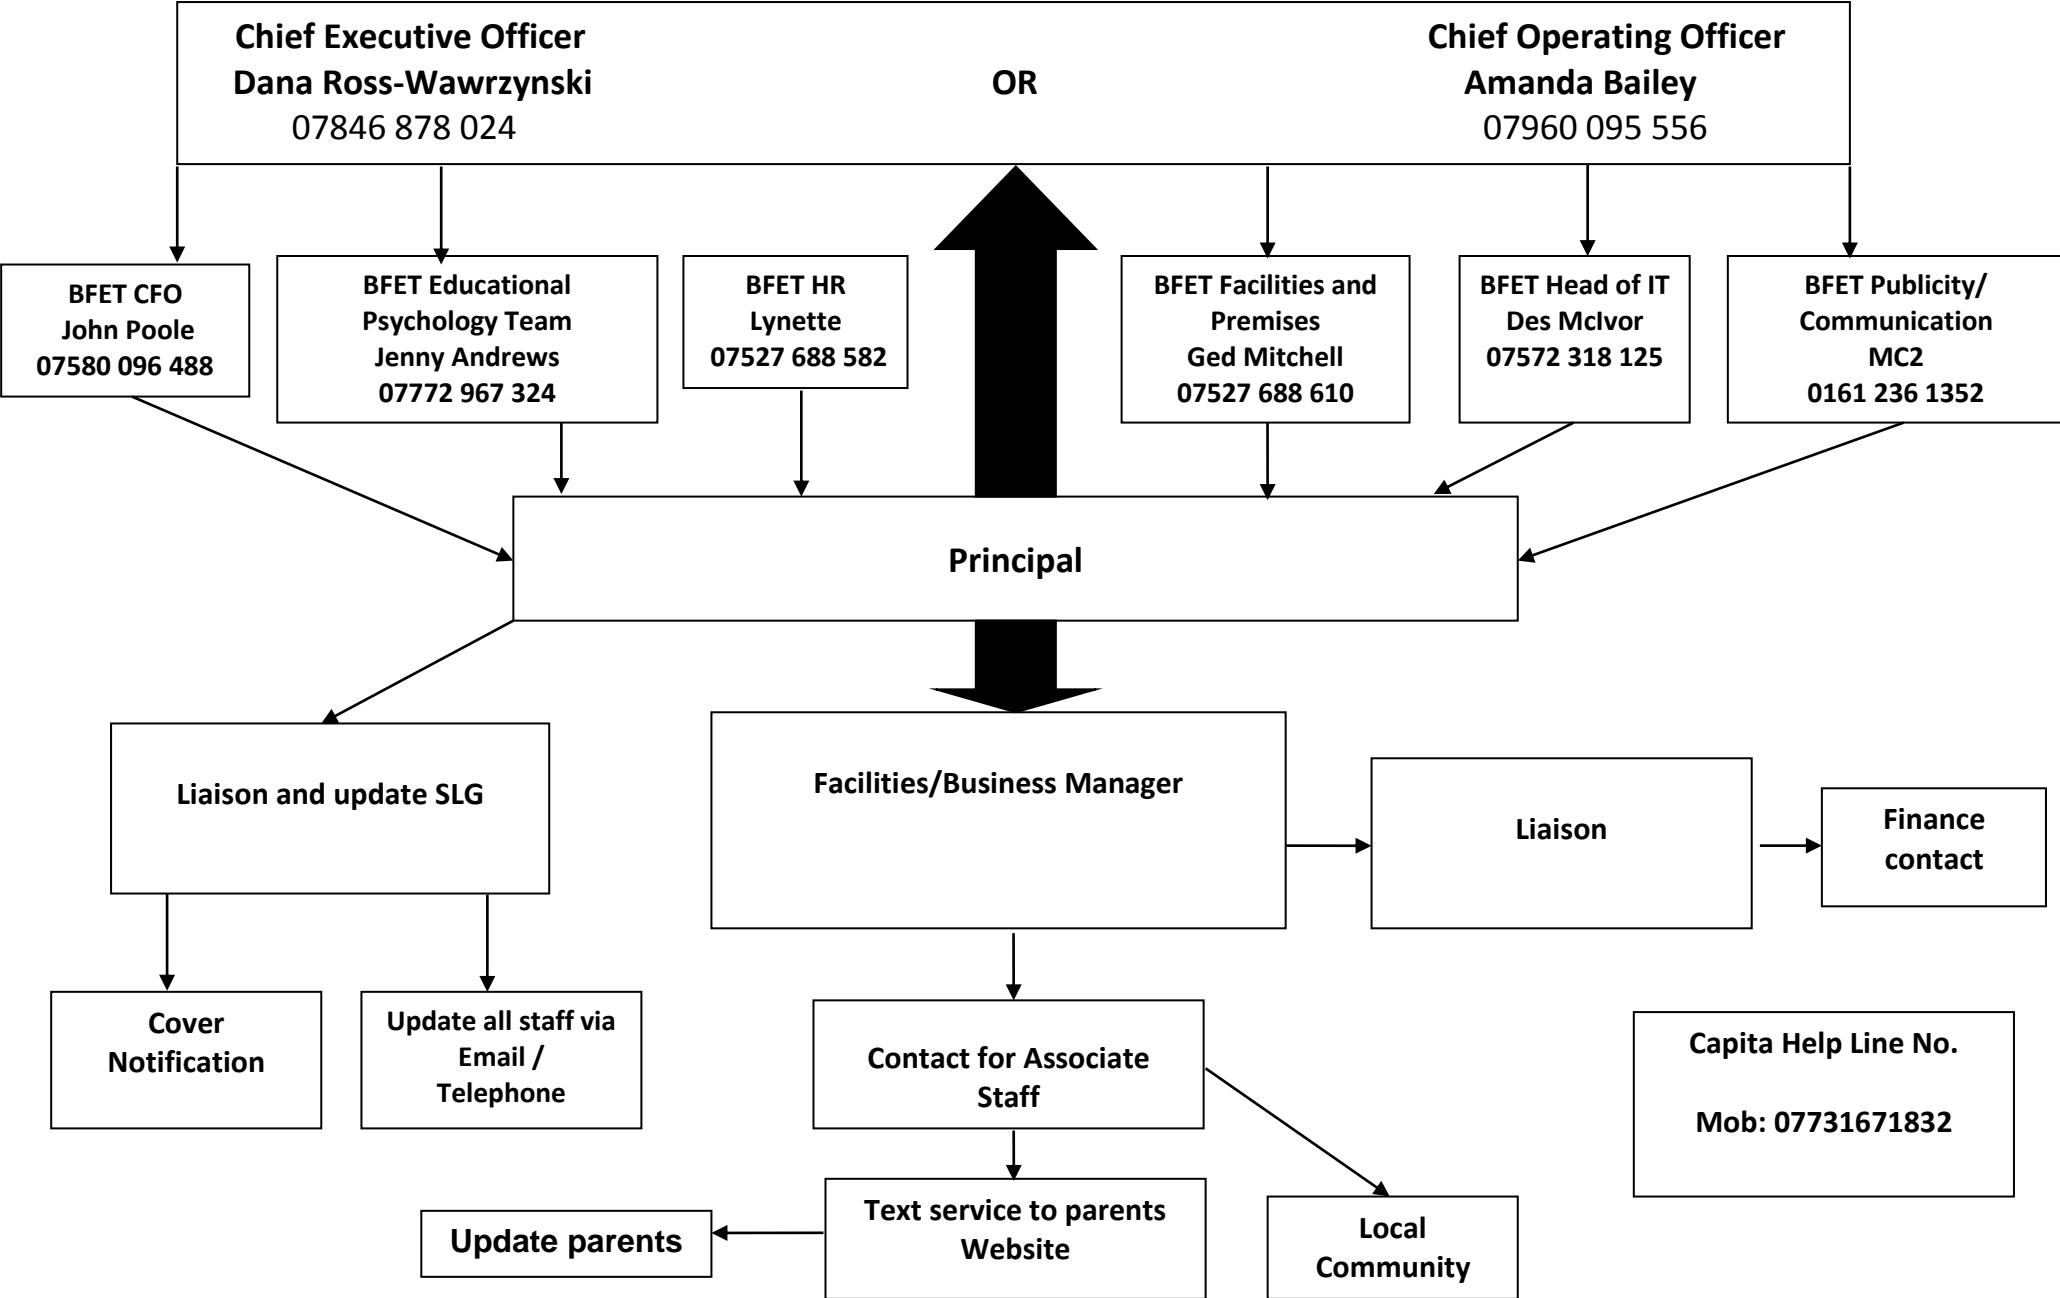 Chief Executive Officer
Dana Ross-Wawrzynski
07846 878 024
OR
Chief Operating Officer
Amanda Bailey
07960 095 556
BFET CFO
John Poole
07580 096 488
BFET Educational
Psychology Team
Jenny Andrews
07772 967 324
BFET HR
Lynette
07527 688 582
BFET Facilities and
Premises
Ged Mitchell
07527 688 610
BFET Head of IT
Des McIvor
07572 318 125
BFET Publicity/
Communication
MC2
0161 236 1352
Principal
Liaison and update SLG
Facilities/Business Manager
Liaison
Finance
contact
Cover
Notification
Update all staff via
Email /
Telephone
Contact for Associate
Staff
Capita Help Line No.
Mob: 07731671832
Update parents
Text service to parents
Website
Local
Community